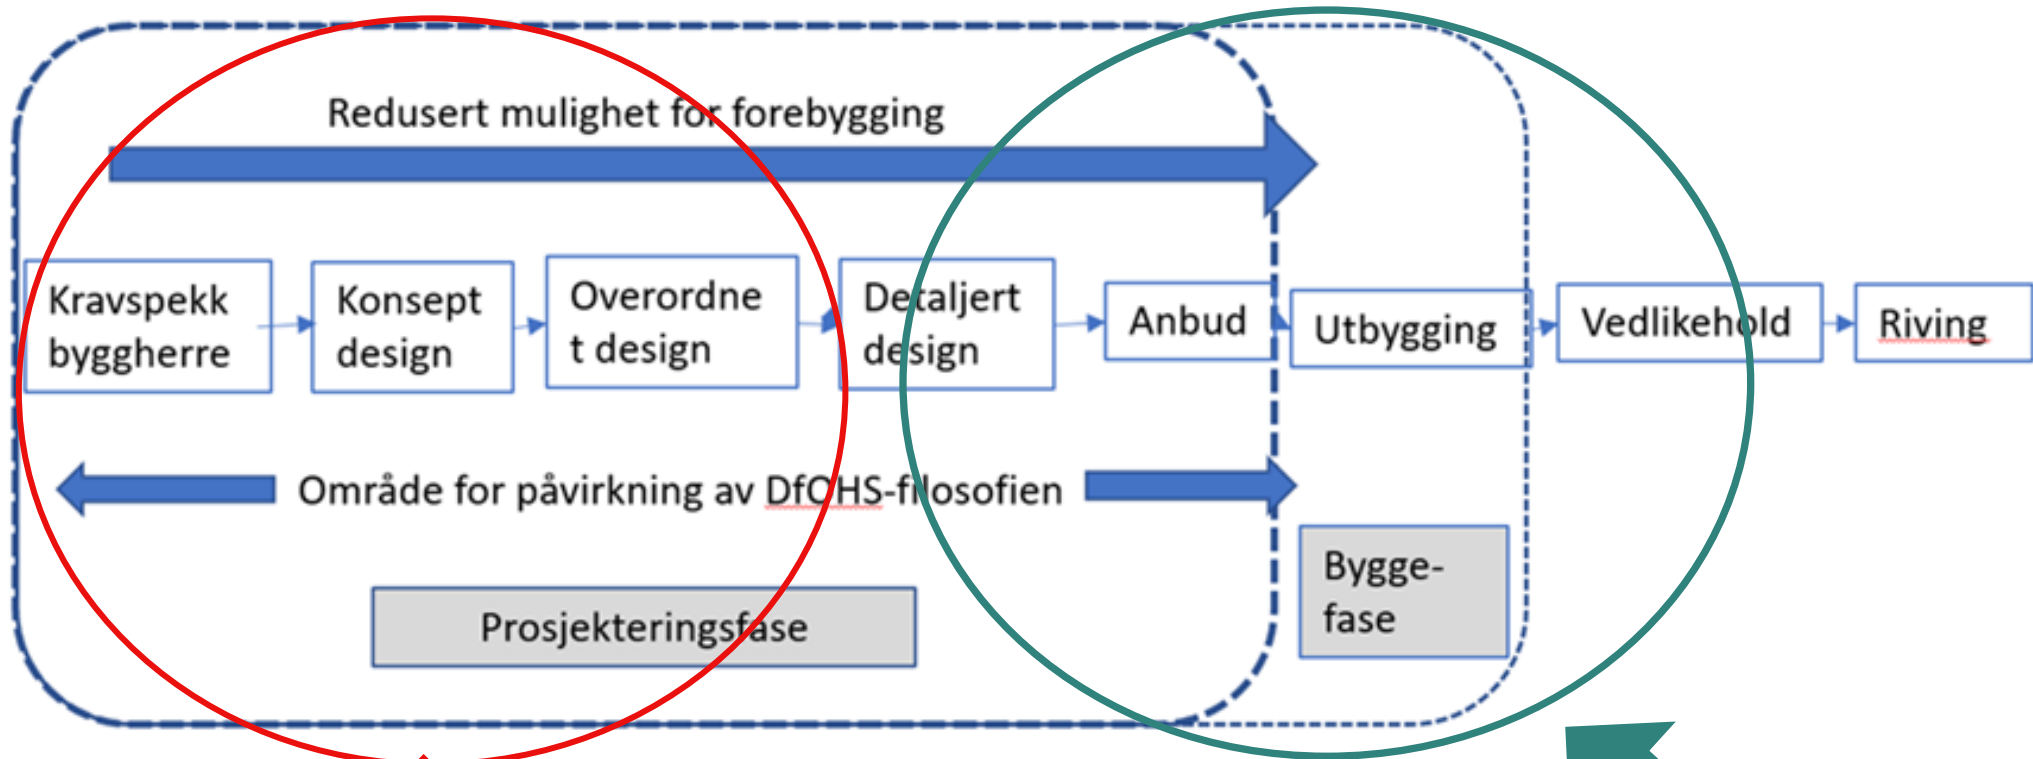 Redusert mulighet for forebygging
Kravspekk
byggherre
Konsept
design
Overordne
t design
Detaljert
design
Anbud
Utbygging
Vedlikehold
Riving
Område for påvirkning av DfOHS-filosofien
Prosjekteringsfase
Bygge-
fase